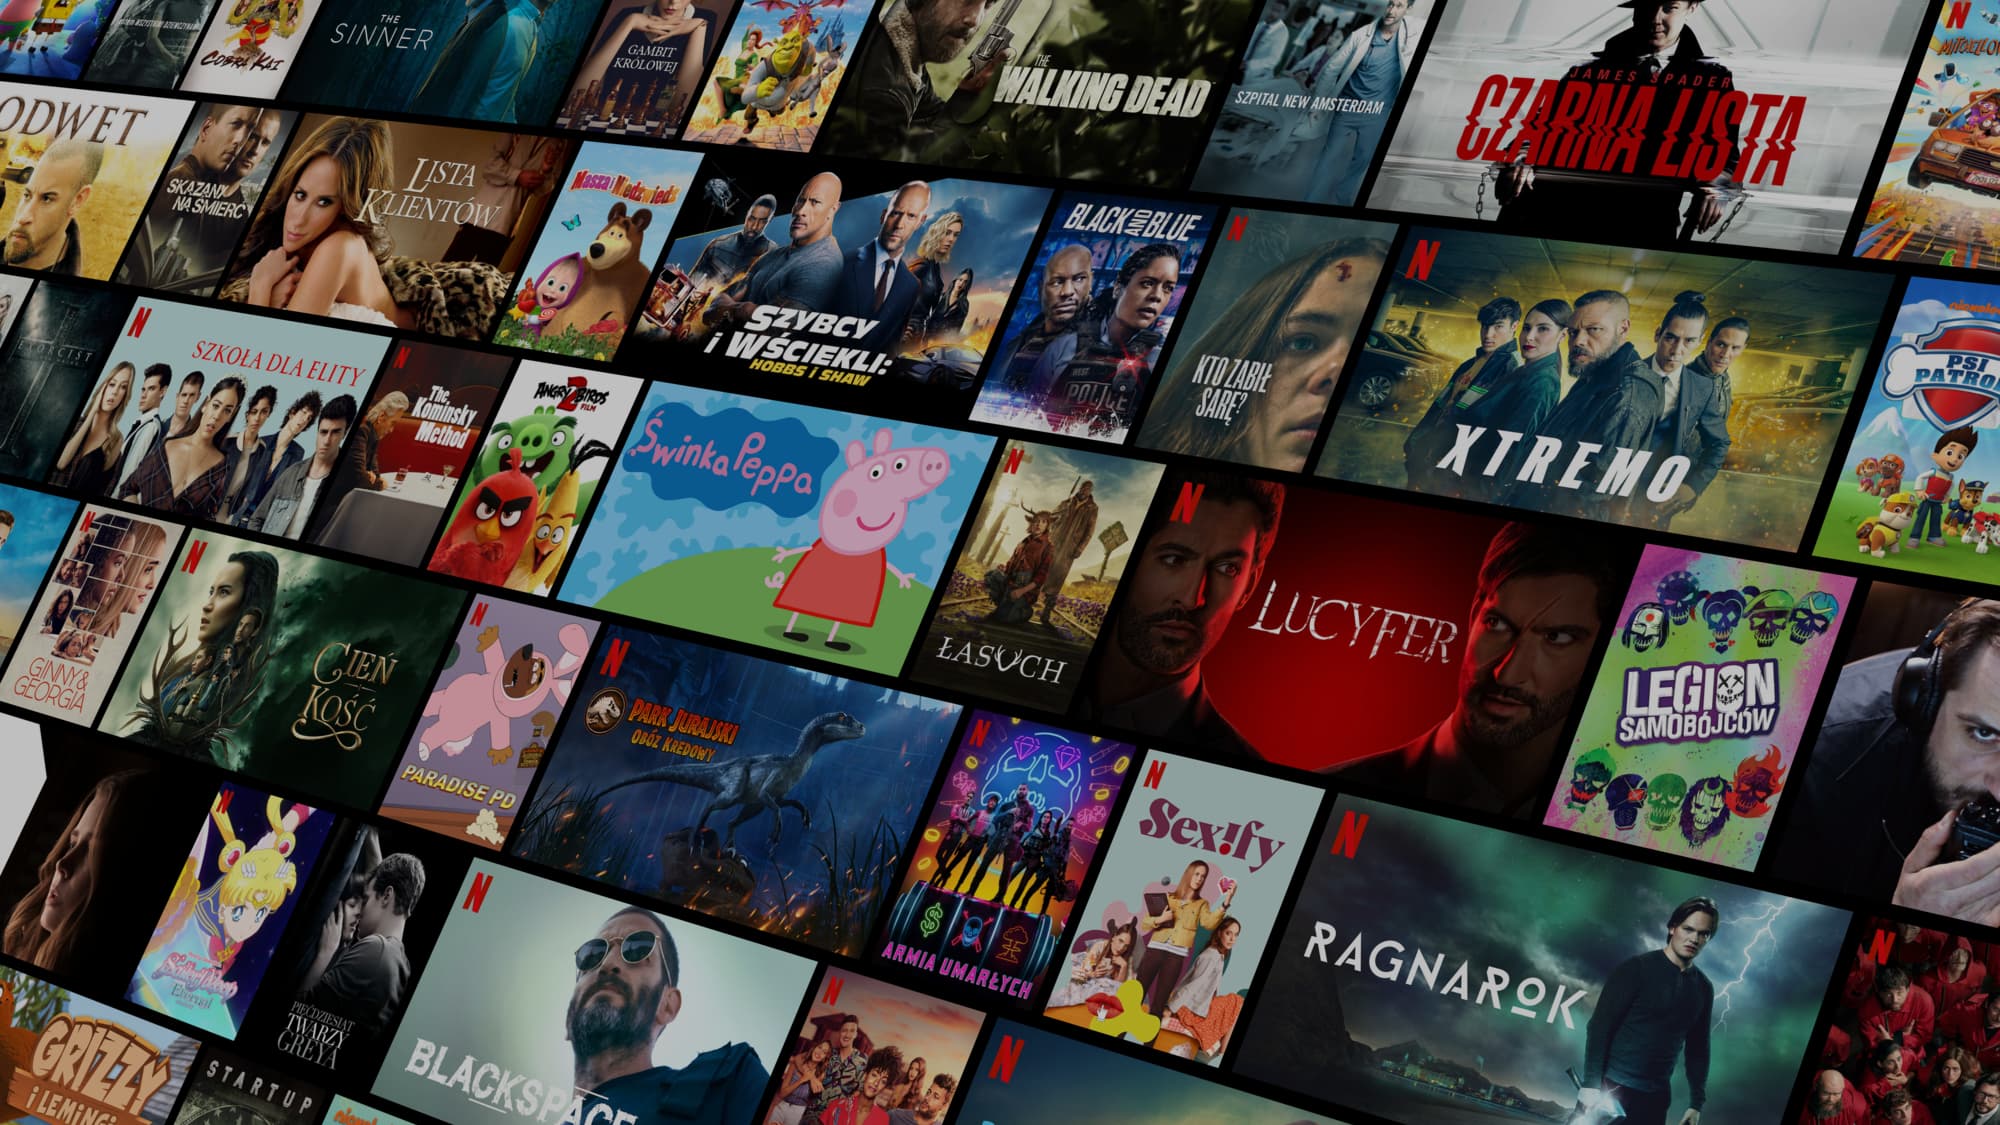 COBRA KAI
THE
SINNER
GAMBIT
KRÓLOWEJ
THE
WALKING DEAD
SZPITAL NEW AMSTERDAM
JAMES SPADER
CZARNA LISTA
ODWET
SKAZANY
NA ŚMIERĆ
LISTA
KLIENTÓW
Masza i Niedźwiedź
SZYBCY
i WŚCIEKLI:
HOBBS i SHAW
BLACK AND BLUE
POLICE
N
KTO ZABIŁ
SARĘ?
N
XTREMO
PSI
PATROL
EXORCIST
N
SZKOŁA DLA ELITY
N
The
Kominsky
Method
ANGRY BIRDS
2
FILM
Świnka Peppa
N
ŁASUCH
N
LUCYFER
LEGION
SAMOBÓJCÓW
N
GINNY&
GEORGIA
N
CIEŃ
I
KOŚĆ
N
PARADISE PD
N
PARK JURAJSKI
OBÓZ KREDOWY
N
ARMIA UMARŁYCH
N
Sex!fy
N
RAGNAROK
N
Sailor Moon
Eternal
PIĘĆDZIESIĄT
TWARZY
GREYA
N
BLACKSPACE
N
N
N
GRIZZY
i LEMINGI
STARTUP